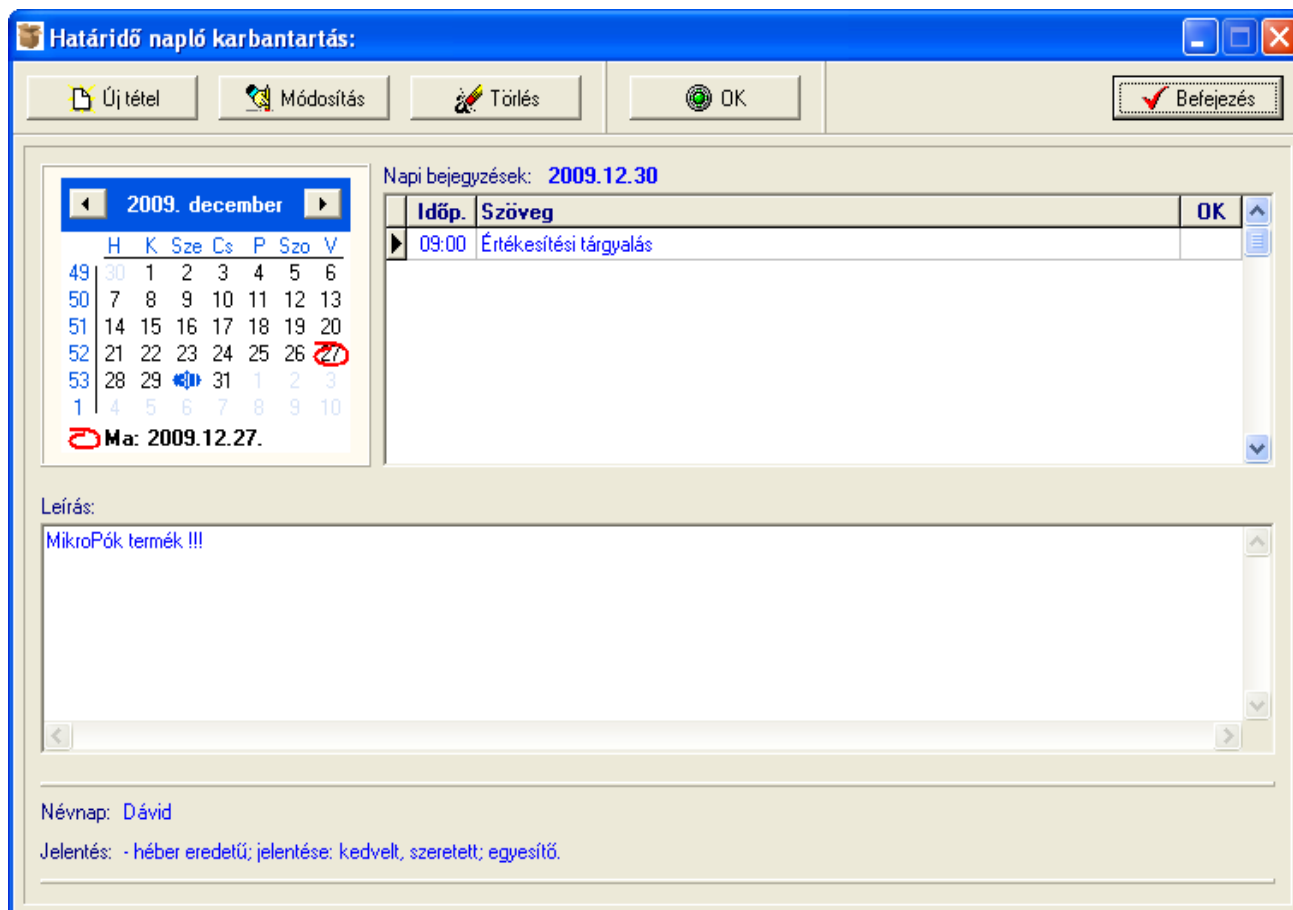 Határidő napló karbantartás:
Új tétel Módosítás Törlés OK Befejezés
Napi bejegyzések: 2009.12.30
2009. december
Időp. Szöveg OK
09:00 Értékesítési tárgyalás
H K Sze Cs P Szo V
49 30 1 2 3 4 5 6
50 7 8 9 10 11 12 13
51 14 15 16 17 18 19 20
52 21 22 23 24 25 26 27
53 28 29 30 31 1 2 3
1 4 5 6 7 8 9 10
Ma: 2009.12.27.
Leírás:
MikroPók termék !!!
Névnap: Dávid
Jelentés: - héber eredetű; jelentése: kedvelt, szeretett; egyesítő.